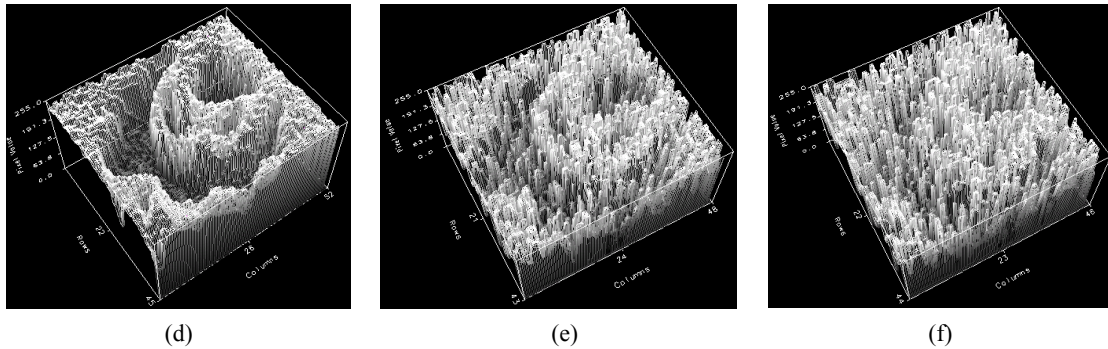 255.0
191.3
127.5
63.8
0.0
Pixel Value
22
Rows
45
26
Columns
52
(d)
255.0
191.3
127.5
63.8
0.0
Pixel Value
21
Rows
43
24
Columns
48
(e)
255.0
191.3
127.5
63.8
0.0
Pixel Value
22
Rows
44
23
Columns
46
(f)